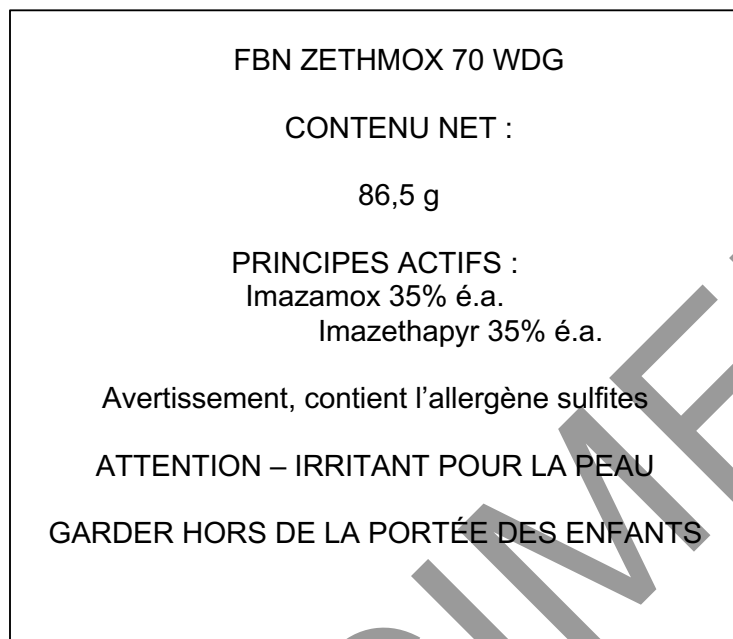 FBN ZETHMOX 70 WDG
CONTENU NET :
86,5 g
PRINCIPES ACTIFS :
Imazamox 35% é.a.
Imazethapyr 35% é.a.
Avertissement, contient l’allergène sulfites
ATTENTION – IRRITANT POUR LA PEAU
GARDER HORS DE LA PORTÉE DES ENFANTS